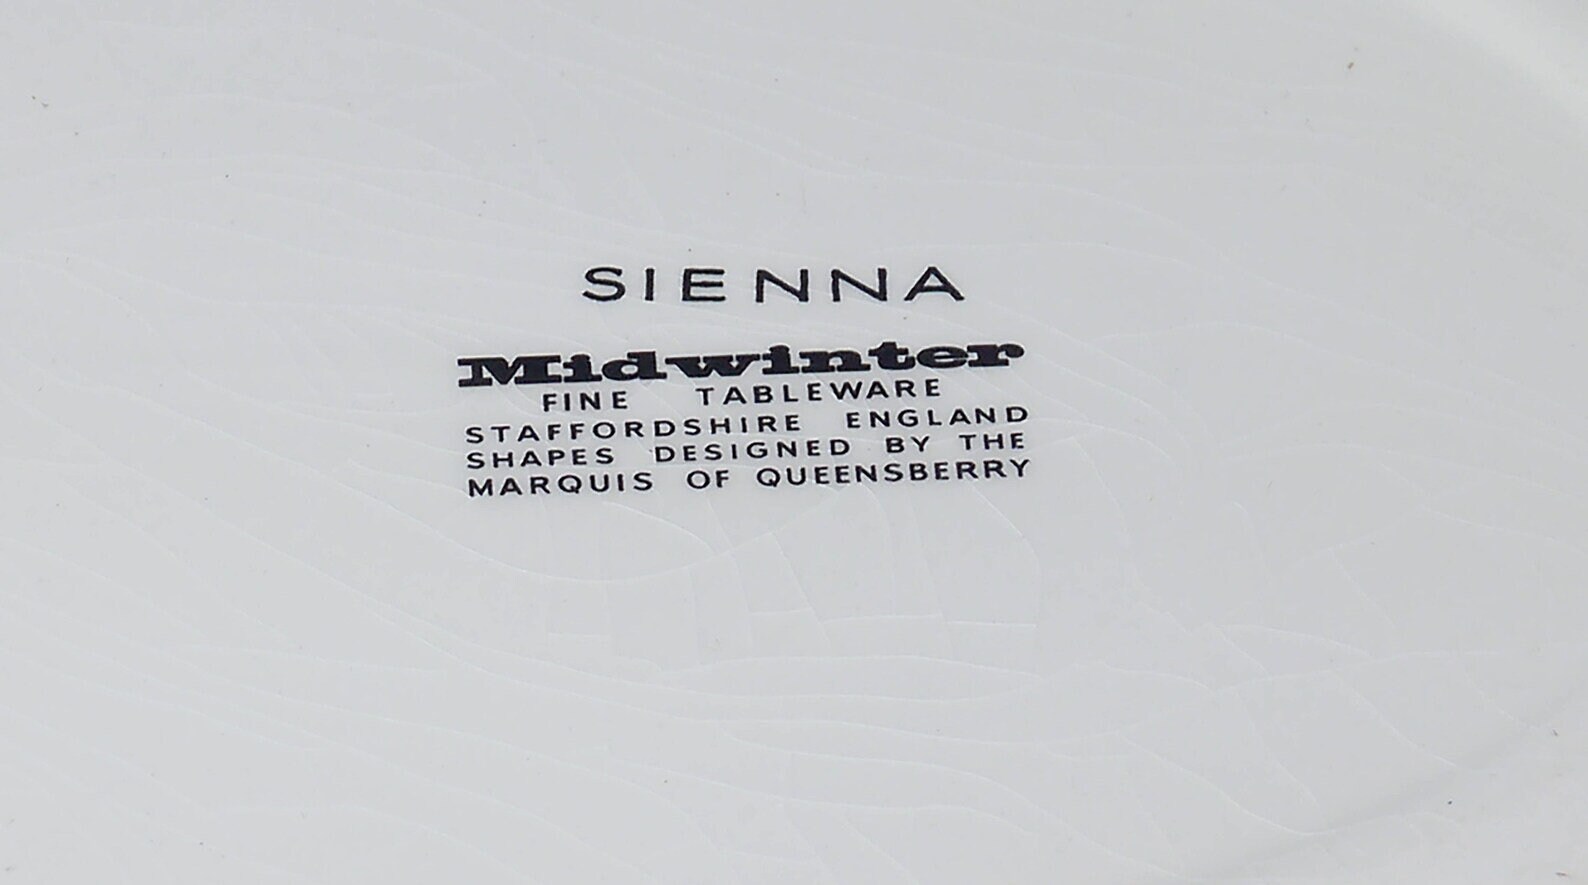 SIENNA
Midwinter
FINE TABLEWARE
STAFFORDSHIRE ENGLAND
SHAPES DESIGNED BY THE
MARQUIS OF QUEENSBERRY